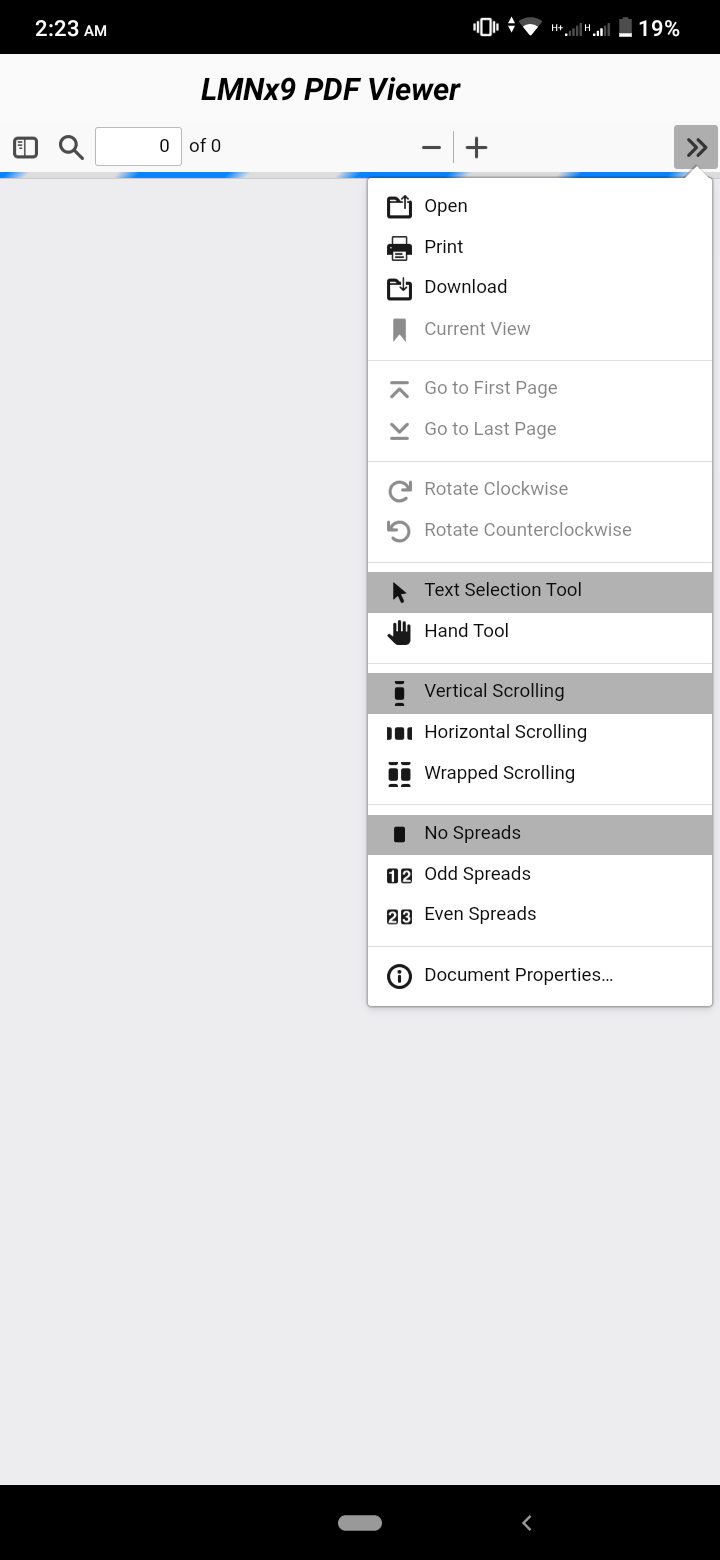 2:23 AM H+ H 19%
LMNx9 PDF Viewer
0 of 0
Open
Print
Download
Current View
Go to First Page
Go to Last Page
Rotate Clockwise
Rotate Counterclockwise
Text Selection Tool
Hand Tool
Vertical Scrolling
Horizontal Scrolling
Wrapped Scrolling
No Spreads
12 Odd Spreads
23 Even Spreads
Document Properties...